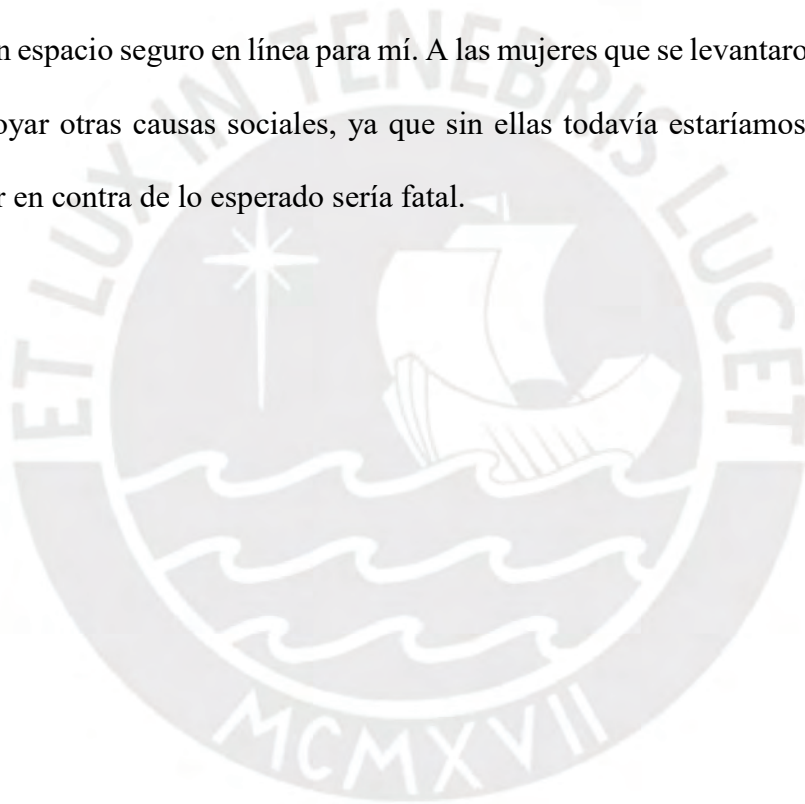 n espacio seguro en línea para mí. A las mujeres que se levantaro
oyar otras causas sociales, ya que sin ellas todavía estaríamos
r en contra de lo esperado sería fatal.
ET LUX IN TENEBRIS LUCET
MCMXVII